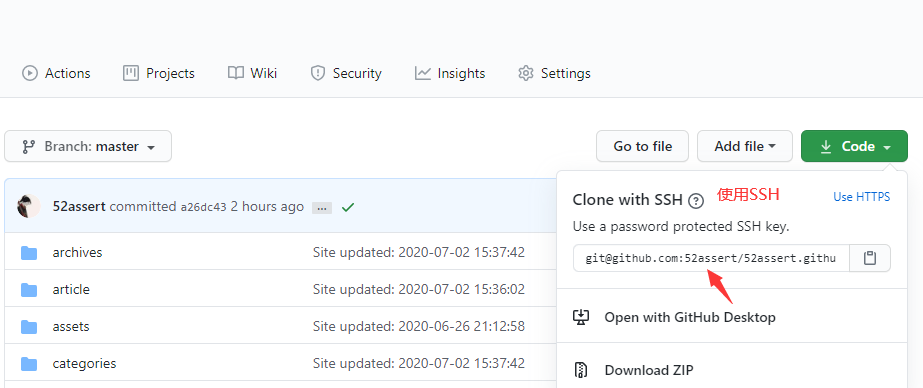 Actions Projects Wiki Security Insights Settings
Branch: master Go to file Add file Code
52assert committed a26dc43 2 hours ago ...
archives Site updated: 2020-07-02 15:37:42
article Site updated: 2020-07-02 15:36:02
assets Site updated: 2020-06-26 21:12:58
categories Site updated: 2020-07-02 15:37:42
Clone with SSH ? 使用SSH Use HTTPS
Use a password protected SSH key.
git@github.com:52assert/52assert.githu
Open with GitHub Desktop
Download ZIP